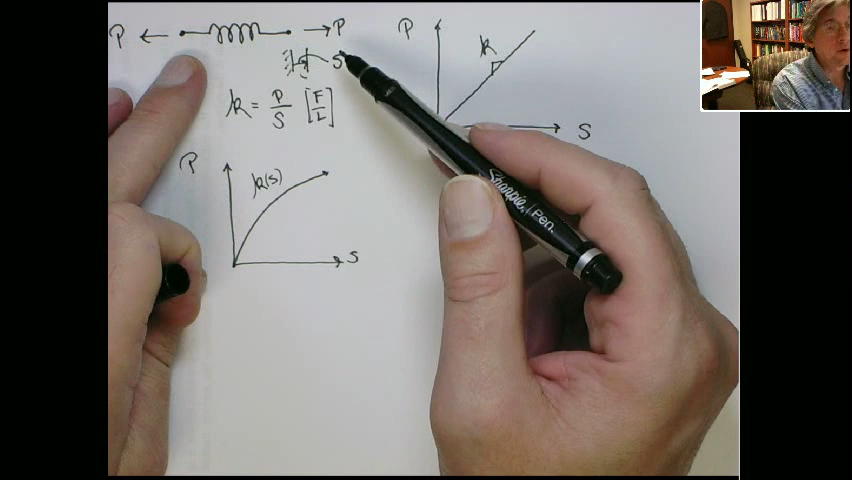 P P
S
k = P/S [F/L]
P
k
S
P
k(s)
S
Sharpie / Pen.